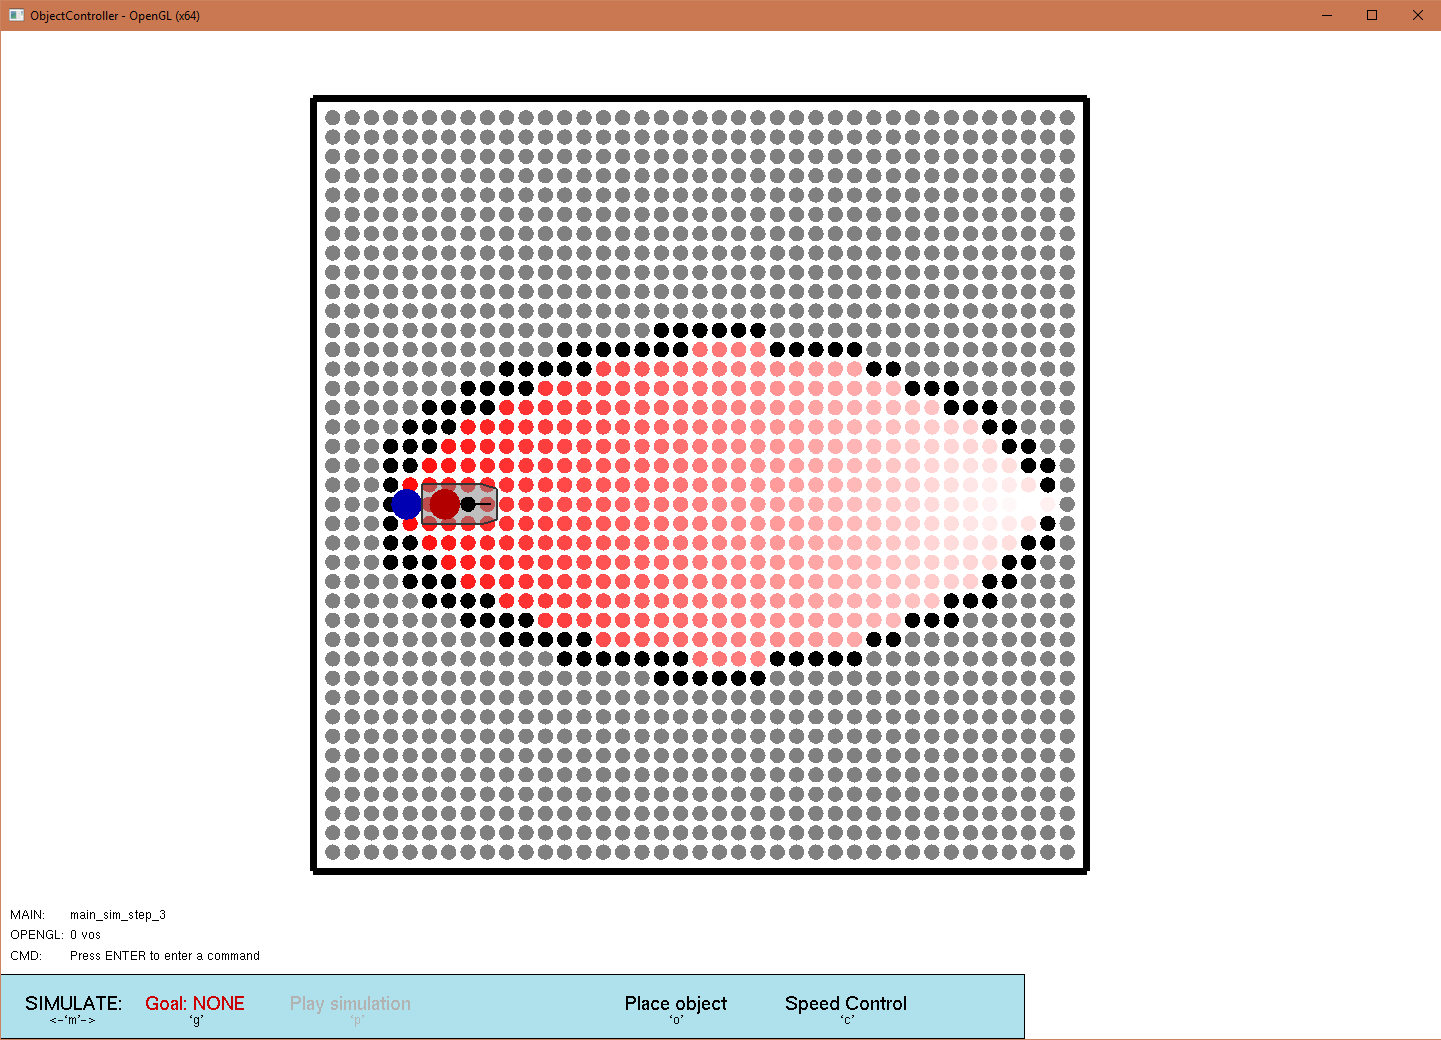 ObjectController - OpenGL (x64)
MAIN: main_sim_step_3
OPENGL: 0 vos
CMD: Press ENTER to enter a command
SIMULATE: Goal: NONE Play simulation Place object Speed Control
<-'m'-> 'g' 'p' 'o' 'c'